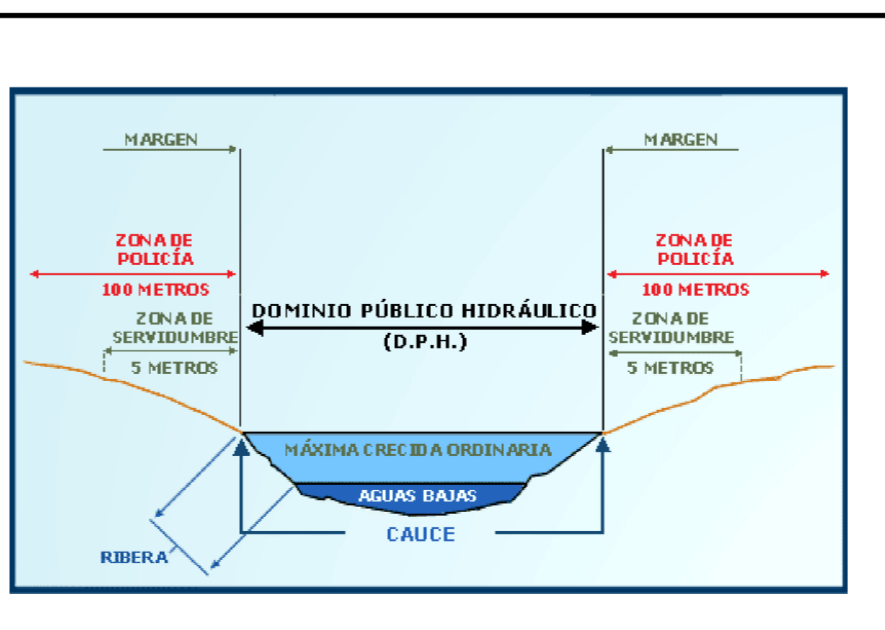 MARGEN
MARGEN
ZONA DE
POLICÍA
100 METROS
ZONA DE
POLICÍA
100 METROS
DOMINIO PÚBLICO HIDRÁULICO
(D.P.H.)
ZONA DE
SERVIDUMBRE
5 METROS
ZONA DE
SERVIDUMBRE
5 METROS
MÁXIMA CRECIDA ORDINARIA
AGUAS BAJAS
CAUCE
RIBERA